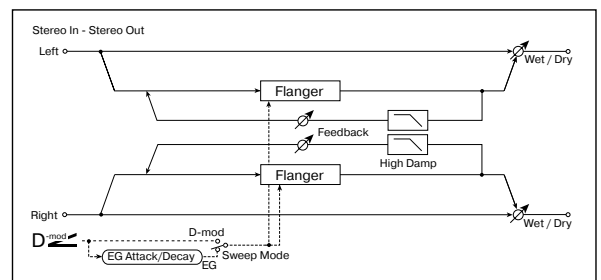 Stereo In - Stereo Out
Left
Wet / Dry
Flanger
Feedback
High Damp
Flanger
Right
Wet / Dry
D-mod
D-mod
EG Attack/Decay
EG
Sweep Mode